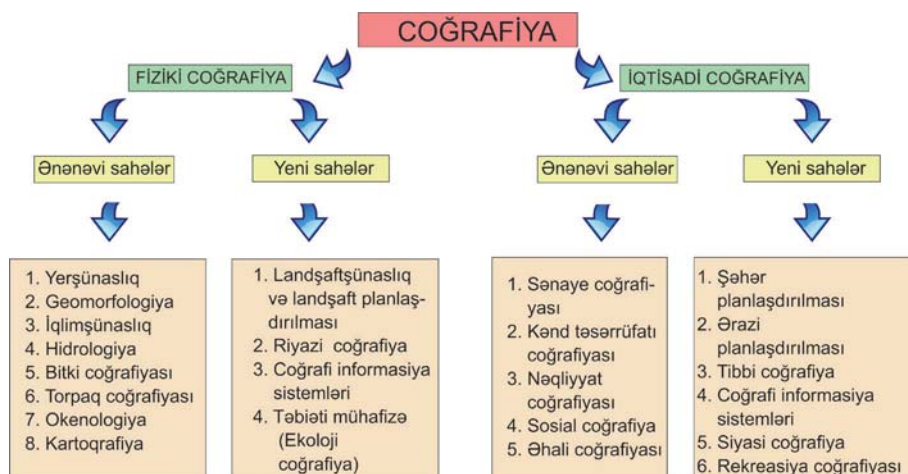 COĞRAFİYA
FİZİKİ COĞRAFİYA
İQTİSADİ COĞRAFİYA
Ənənəvi sahələr
Yeni sahələr
Ənənəvi sahələr
Yeni sahələr
1. Yerşünaslıq
2. Geomorfologiya
3. İqlimşünaslıq
4. Hidrologiya
5. Bitki coğrafiyası
6. Torpaq coğrafiyası
7. Okenologiya
8. Kartoqrafiya
1. Landşaftşünaslıq
və landşaft planlaş-
dırılması
2. Riyazi coğrafiya
3. Coğrafi informasiya
sistemləri
4. Təbiəti mühafizə
(Ekoloji
coğrafiya)
1. Sənaye coğrafi-
yası
2. Kənd təsərrüfatı
coğrafiyası
3. Nəqliyyat
coğrafiyası
4. Sosial coğrafiya
5. Əhali coğrafiyası
1. Şəhər
planlaşdırılması
2. Ərazi
planlaşdırılması
3. Tibbi coğrafiya
4. Coğrafi informasiya
sistemləri
5. Siyasi coğrafiya
6. Rekreasiya coğrafiyası